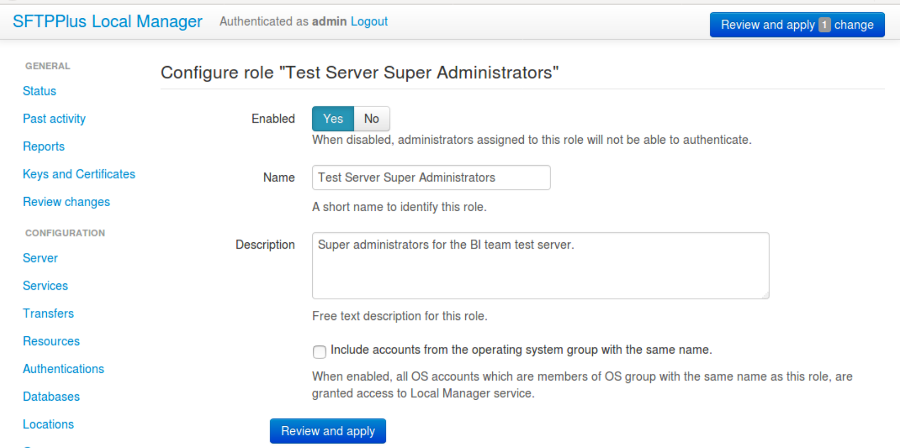 SFTPPlus Local Manager
Authenticated as admin Logout
Review and apply 1 change
GENERAL
Status
Past activity
Reports
Keys and Certificates
Review changes
CONFIGURATION
Server
Services
Transfers
Resources
Authentications
Databases
Locations
Configure role "Test Server Super Administrators"
Enabled
Yes
No
When disabled, administrators assigned to this role will not be able to authenticate.
Name
Test Server Super Administrators
A short name to identify this role.
Description
Super administrators for the BI team test server.
Free text description for this role.
Include accounts from the operating system group with the same name.
When enabled, all OS accounts which are members of OS group with the same name as this role, are
granted access to Local Manager service.
Review and apply